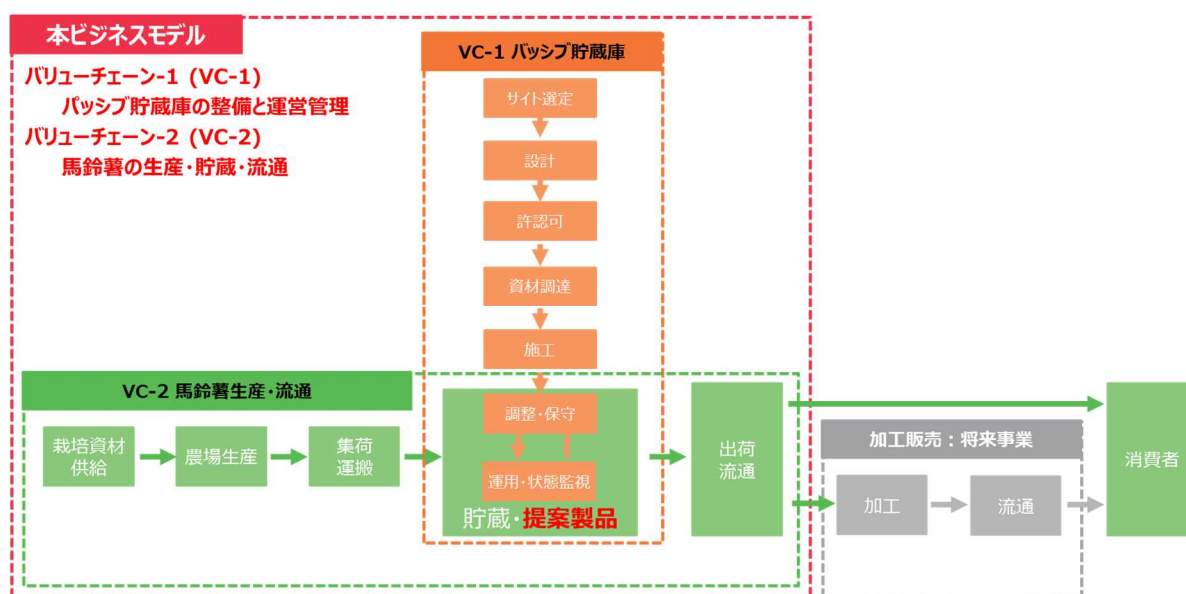 本ビジネスモデル
バリューチェーン-1 (VC-1)
パッシブ貯蔵庫の整備と運営管理
バリューチェーン-2 (VC-2)
馬鈴薯の生産・貯蔵・流通
VC-1 パッシブ貯蔵庫
サイト選定
設計
許認可
資材調達
施工
VC-2 馬鈴薯生産・流通
栽培資材
供給
農場生産
集荷
運搬
調整・保守
運用・状態監視
貯蔵・提案製品
出荷
流通
加工販売：将来事業
加工
流通
消費者